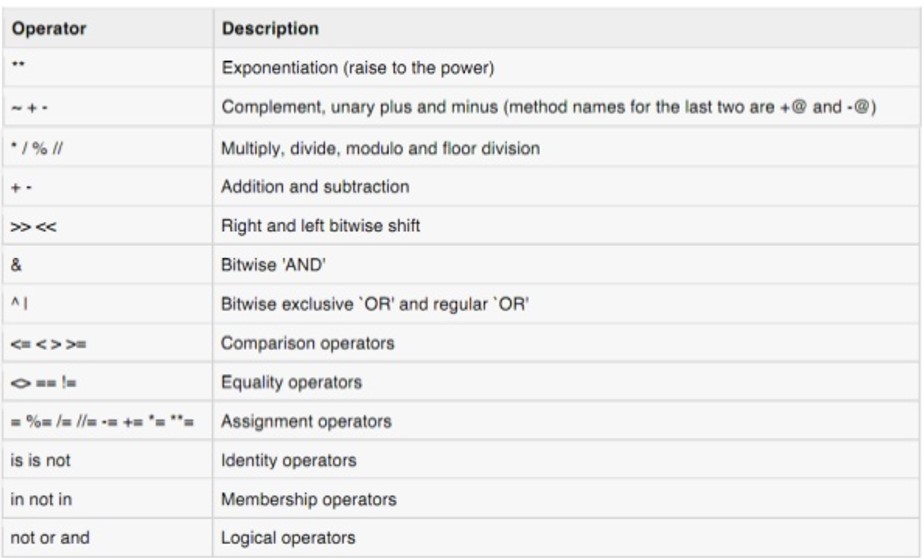 Operator Description
** Exponentiation (raise to the power)
~ + - Complement, unary plus and minus (method names for the last two are +@ and -@)
* / % // Multiply, divide, modulo and floor division
+ - Addition and subtraction
>> << Right and left bitwise shift
& Bitwise 'AND'
^ | Bitwise exclusive `OR' and regular `OR'
<= < > >= Comparison operators
<> == != Equality operators
= %= /= //= -= += *= **= Assignment operators
is is not Identity operators
in not in Membership operators
not or and Logical operators